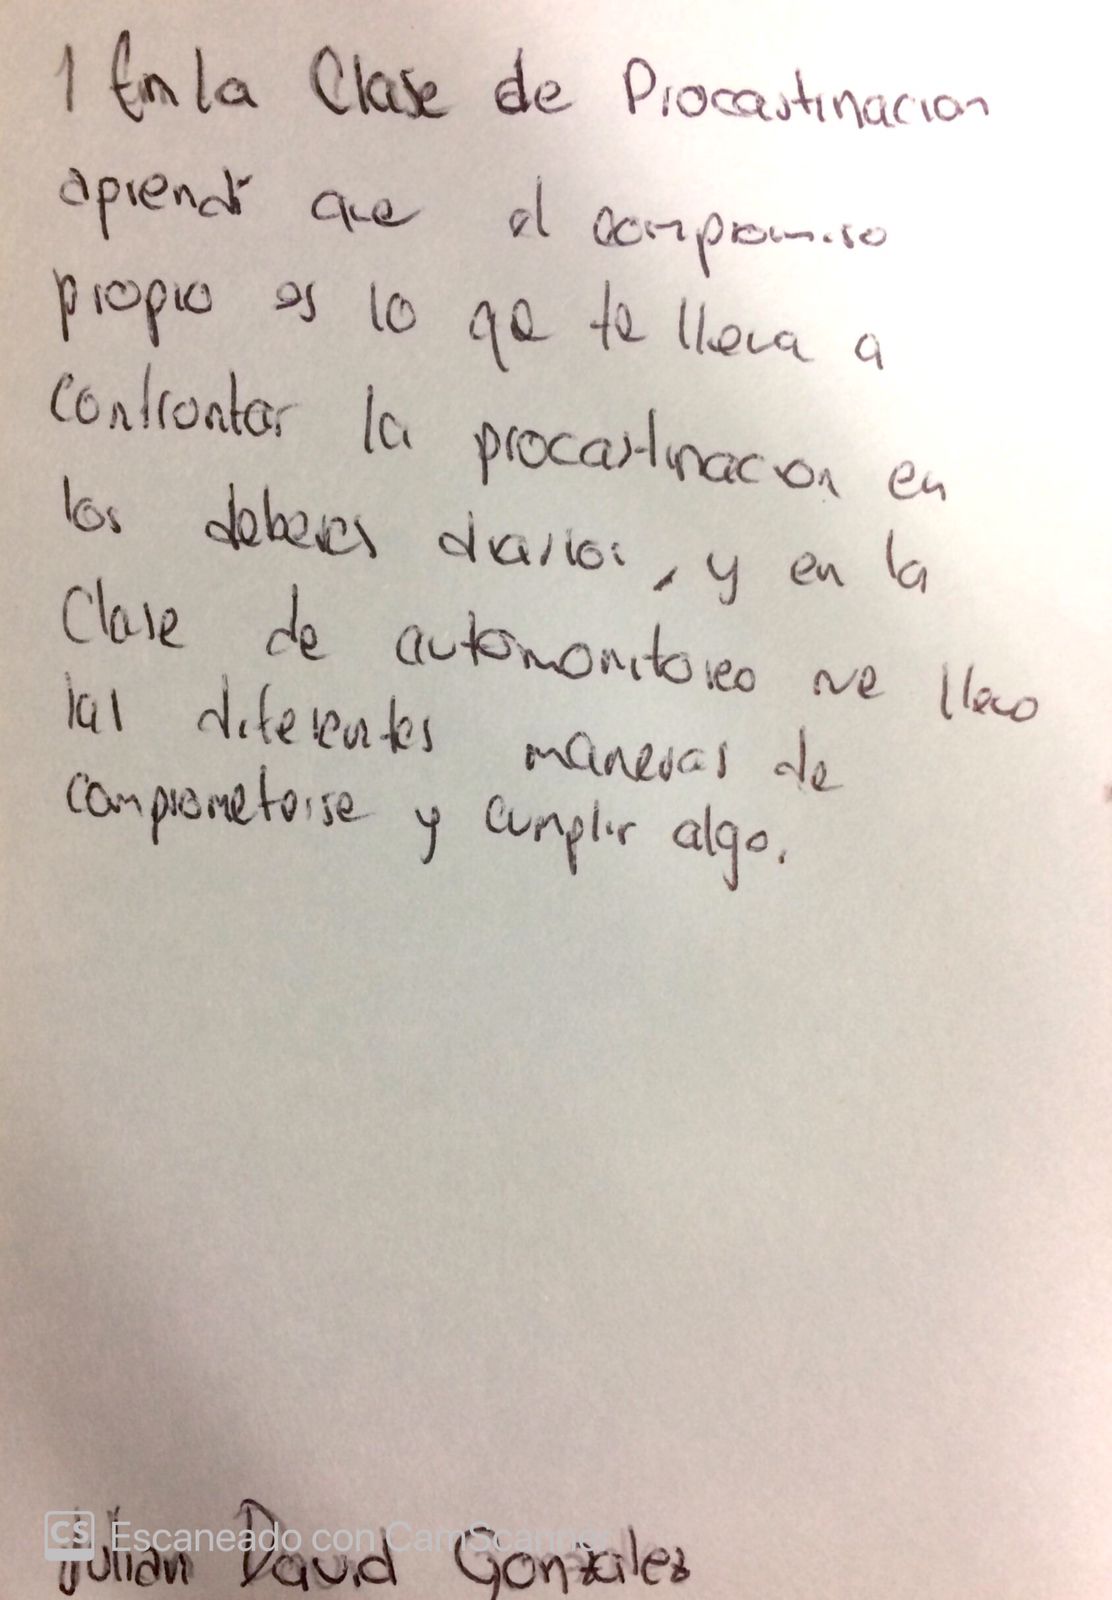 1 En la Clase de Procastinacion
aprendí que el compromiso
propio es lo qe te lleva a
confrontar la procastinacion en
los deberes diarios, y en la
Clase de automonitoreo me llevo
las diferentes maneras de
comprometerse y cumplir algo.
CS Escaneado con CamScanner
Julian David Gonzalez